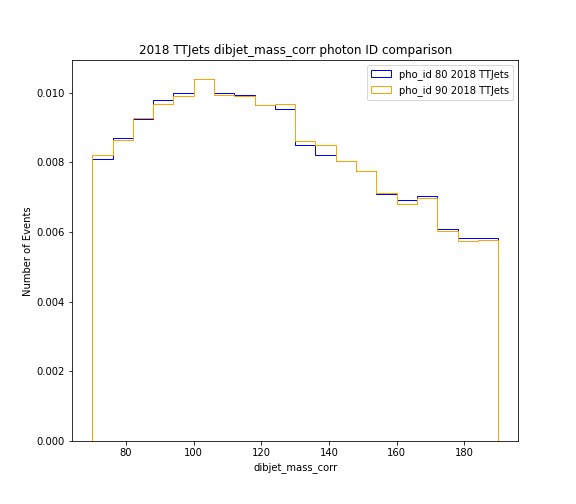 2018 TTJets dibjet_mass_corr photon ID comparison
pho_id 80 2018 TTJets
pho_id 90 2018 TTJets
Number of Events
0.010
0.008
0.006
0.004
0.002
0.000
80 100 120 140 160 180
dibjet_mass_corr